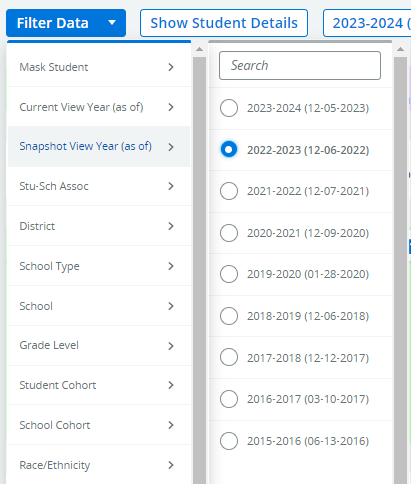 Filter Data
Show Student Details
2023-2024 (
Mask Student
Current View Year (as of)
Snapshot View Year (as of)
Stu-Sch Assoc
District
School Type
School
Grade Level
Student Cohort
School Cohort
Race/Ethnicity
Search
2023-2024 (12-05-2023)
2022-2023 (12-06-2022)
2021-2022 (12-07-2021)
2020-2021 (12-09-2020)
2019-2020 (01-28-2020)
2018-2019 (12-06-2018)
2017-2018 (12-12-2017)
2016-2017 (03-10-2017)
2015-2016 (06-13-2016)